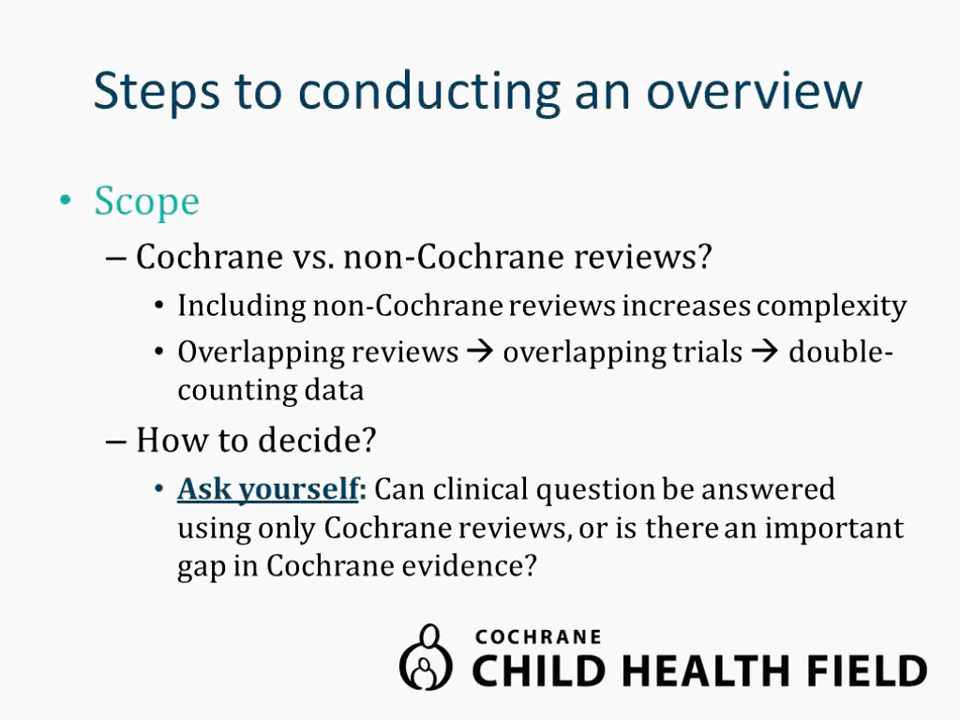 Steps to conducting an overview
• Scope
– Cochrane vs. non-Cochrane reviews?
• Including non-Cochrane reviews increases complexity
• Overlapping reviews → overlapping trials → double-
counting data
– How to decide?
• Ask yourself: Can clinical question be answered
using only Cochrane reviews, or is there an important
gap in Cochrane evidence?
COCHRANE
CHILD HEALTH FIELD